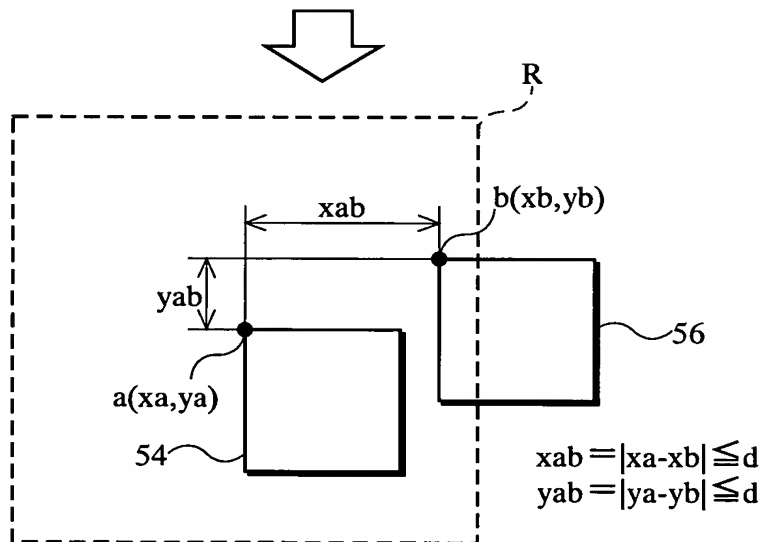 R
xab
b(xb,yb)
yab
56
a(xa,ya)
54
xab=|xa-xb|≦d
yab=|ya-yb|≦d